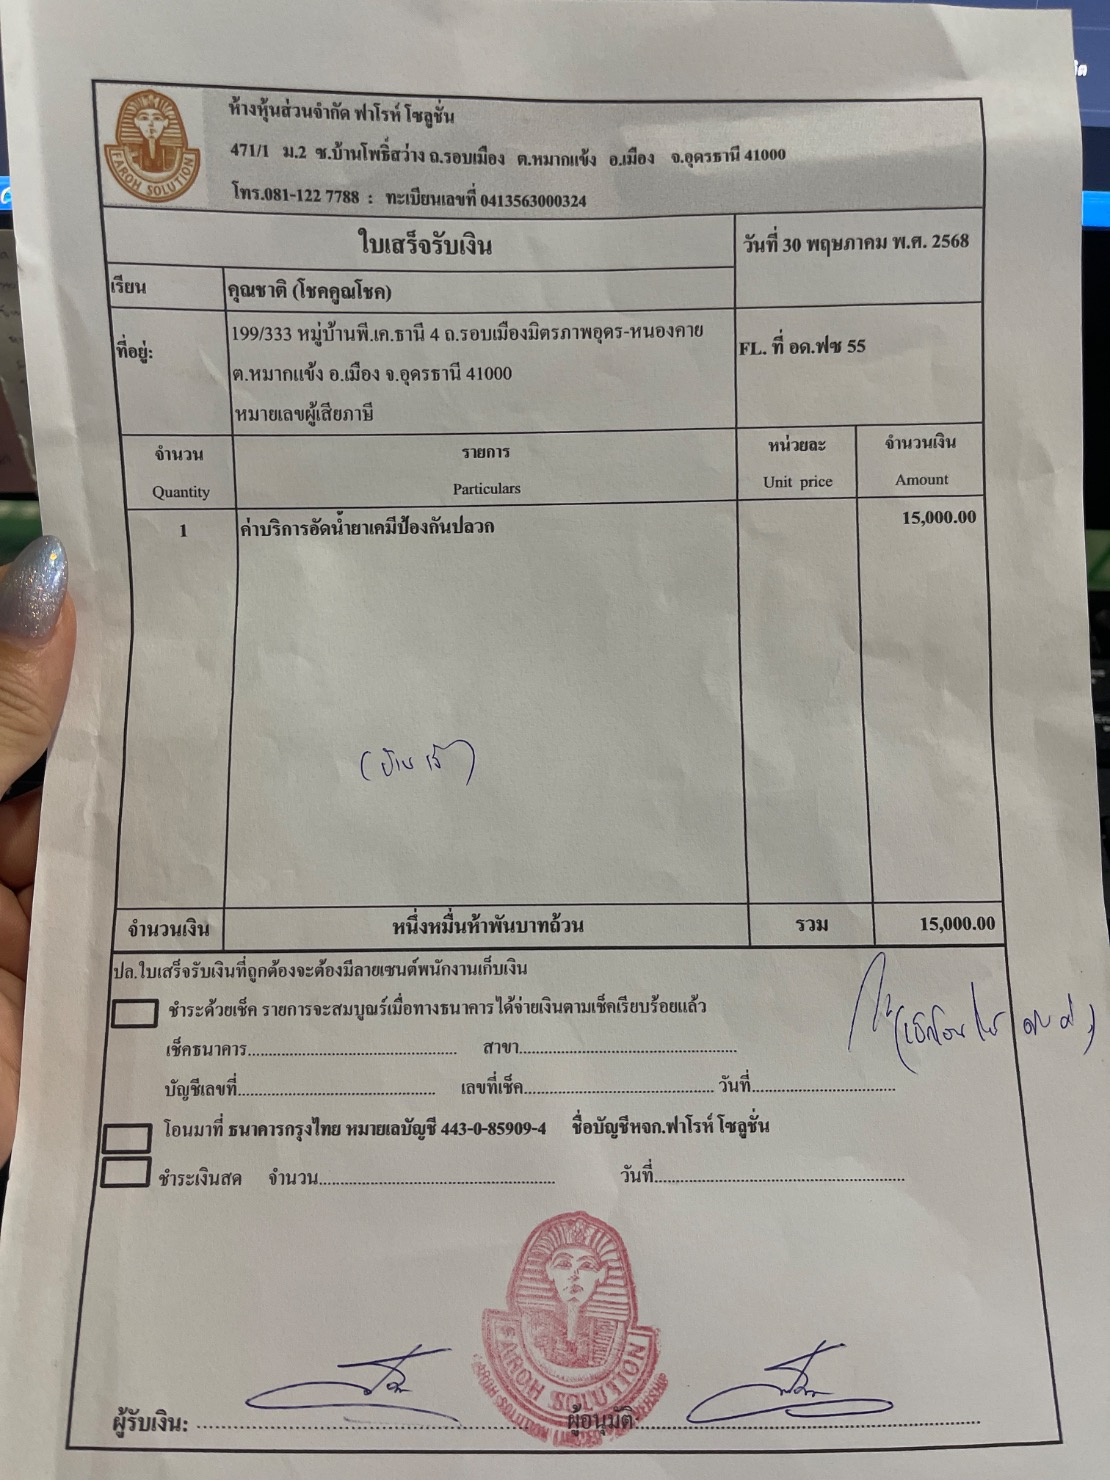 FAROH SOLUTION
ห้างหุ้นส่วนจำกัด ฟาโรห์ โซลูชั่น
471/1 ม.2 ซ.บ้านโพธิ์สว่าง ถ.รอบเมือง ต.หมากแข้ง อ.เมือง จ.อุดรธานี 41000
โทร.081-122 7788 : ทะเบียนเลขที่ 0413563000324
ใบเสร็จรับเงิน
วันที่ 30 พฤษภาคม พ.ศ. 2568
เรียน คุณชาติ (โชคคูณโชค)
ที่อยู่: 199/333 หมู่บ้านพี.เค.ธานี 4 ถ.รอบเมืองมิตรภาพอุดร-หนองคาย
ต.หมากแข้ง อ.เมือง จ.อุดรธานี 41000
หมายเลขผู้เสียภาษี
FL. ที่ อด.ฟซ 55
จำนวน รายการ หน่วยละ จำนวนเงิน
Quantity Particulars Unit price Amount
1 ค่าบริการอัดน้ำยาเคมีป้องกันปลวก 15,000.00
จำนวนเงิน หนึ่งหมื่นห้าพันบาทถ้วน รวม 15,000.00
ปล.ใบเสร็จรับเงินที่ถูกต้องจะต้องมีลายเซนต์พนักงานเก็บเงิน
ชำระด้วยเช็ค รายการจะสมบูณร์เมื่อทางธนาคารได้จ่ายเงินตามเช็คเรียบร้อยแล้ว
เช็คธนาคาร.......................................... สาขา............................................
บัญชีเลขที่........................................ เลขที่เช็ค...................................... วันที่.............................
โอนมาที่ ธนาคารกรุงไทย หมายเลบัญชี 443-0-85909-4 ชื่อบัญชีหจก.ฟาโรห์ โซลูชั่น
ชำระเงินสด จำนวน................................................ วันที่..................................................
FAROH SOLUTION
ผู้รับเงิน: ............................................ ผู้อนุมัติ: ............................................